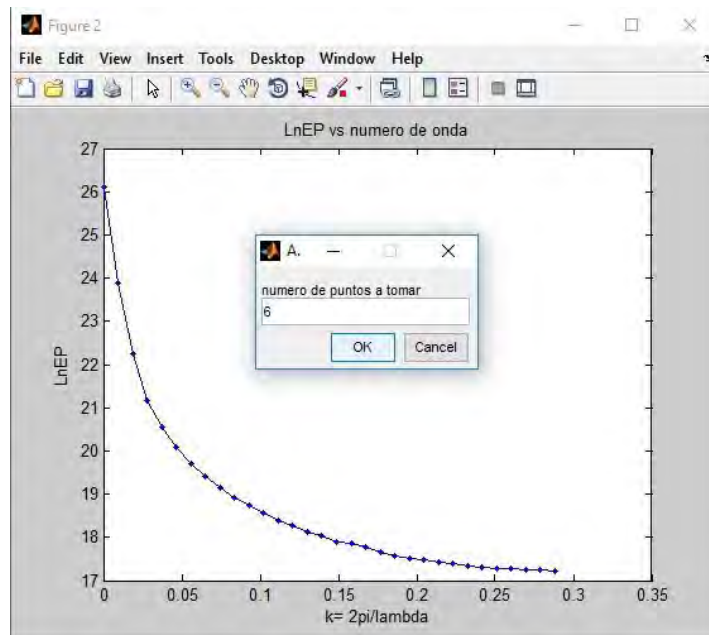 Figure 2
File Edit View Insert Tools Desktop Window Help
LnEP vs numero de onda
27
26
25
24
23
22
21
20
19
18
17
LnEP
A.
numero de puntos a tomar
6
OK Cancel
0 0.05 0.1 0.15 0.2 0.25 0.3 0.35
k= 2pi/lambda